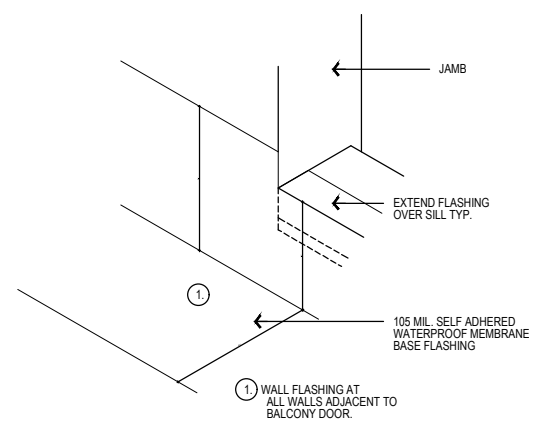 JAMB
EXTEND FLASHING
OVER SILL TYP.
1.
105 MIL. SELF ADHERED
WATERPROOF MEMBRANE
BASE FLASHING
1. WALL FLASHING AT
ALL WALLS ADJACENT TO
BALCONY DOOR.